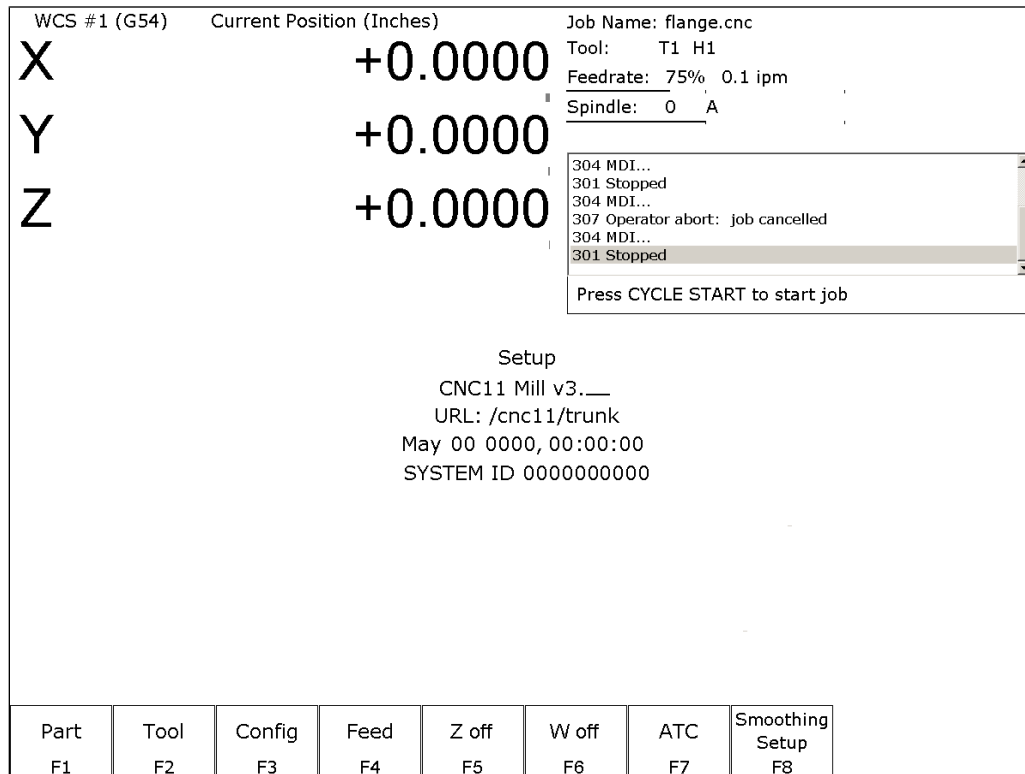 WCS #1 (G54) Current Position (Inches)
X +0.0000
Y +0.0000
Z +0.0000
Job Name: flange.cnc
Tool: T1 H1
Feedrate: 75% 0.1 ipm
Spindle: 0 A
304 MDI...
301 Stopped
304 MDI...
307 Operator abort: job cancelled
304 MDI...
301 Stopped
Press CYCLE START to start job
Setup
CNC11 Mill v3.__
URL: /cnc11/trunk
May 00 0000, 00:00:00
SYSTEM ID 0000000000
Part Tool Config Feed Z off W off ATC Smoothing
Setup
F1 F2 F3 F4 F5 F6 F7 F8